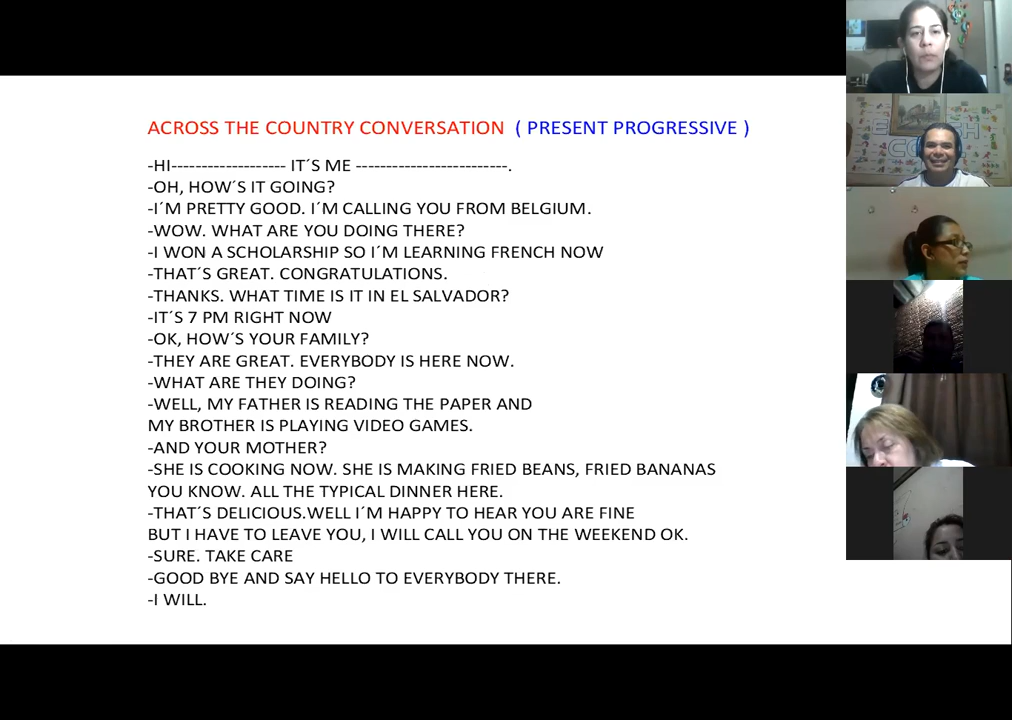 ACROSS THE COUNTRY CONVERSATION ( PRESENT PROGRESSIVE )
-HI------------------- IT´S ME -------------------------.
-OH, HOW´S IT GOING?
-I´M PRETTY GOOD. I´M CALLING YOU FROM BELGIUM.
-WOW. WHAT ARE YOU DOING THERE?
-I WON A SCHOLARSHIP SO I´M LEARNING FRENCH NOW
-THAT´S GREAT. CONGRATULATIONS.
-THANKS. WHAT TIME IS IT IN EL SALVADOR?
-IT´S 7 PM RIGHT NOW
-OK, HOW´S YOUR FAMILY?
-THEY ARE GREAT. EVERYBODY IS HERE NOW.
-WHAT ARE THEY DOING?
-WELL, MY FATHER IS READING THE PAPER AND
MY BROTHER IS PLAYING VIDEO GAMES.
-AND YOUR MOTHER?
-SHE IS COOKING NOW. SHE IS MAKING FRIED BEANS, FRIED BANANAS
YOU KNOW. ALL THE TYPICAL DINNER HERE.
-THAT´S DELICIOUS.WELL I´M HAPPY TO HEAR YOU ARE FINE
BUT I HAVE TO LEAVE YOU, I WILL CALL YOU ON THE WEEKEND OK.
-SURE. TAKE CARE
-GOOD BYE AND SAY HELLO TO EVERYBODY THERE.
-I WILL.